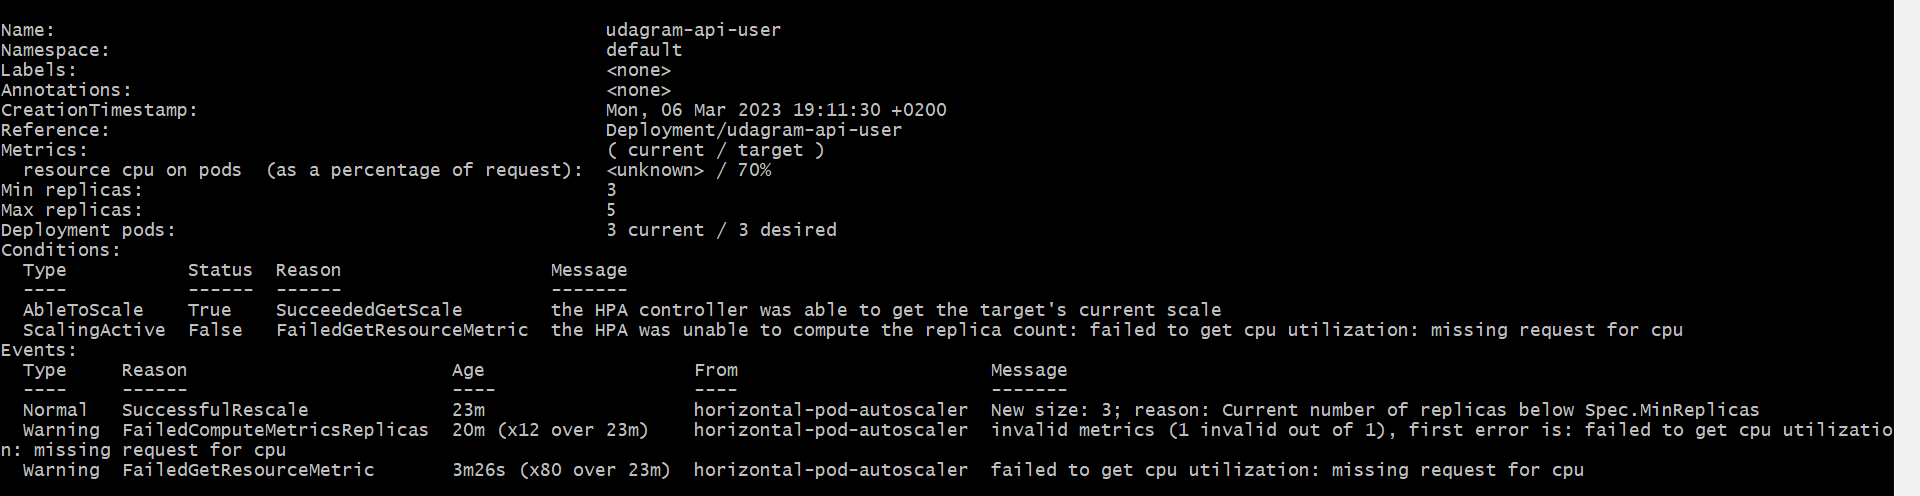 Name: udagram-api-user
Namespace: default
Labels: <none>
Annotations: <none>
CreationTimestamp: Mon, 06 Mar 2023 19:11:30 +0200
Reference: Deployment/udagram-api-user
Metrics: ( current / target )
resource cpu on pods (as a percentage of request): <unknown> / 70%
Min replicas: 3
Max replicas: 5
Deployment pods: 3 current / 3 desired
Conditions:
Type Status Reason Message
---- ------ ------ -------
AbleToScale True SucceededGetScale the HPA controller was able to get the target's current scale
ScalingActive False FailedGetResourceMetric the HPA was unable to compute the replica count: failed to get cpu utilization: missing request for cpu
Events:
Type Reason Age From Message
---- ------ ---- ---- -------
Normal SuccessfulRescale 23m horizontal-pod-autoscaler New size: 3; reason: Current number of replicas below Spec.MinReplicas
Warning FailedComputeMetricsReplicas 20m (x12 over 23m) horizontal-pod-autoscaler invalid metrics (1 invalid out of 1), first error is: failed to get cpu utilizatio
n: missing request for cpu
Warning FailedGetResourceMetric 3m26s (x80 over 23m) horizontal-pod-autoscaler failed to get cpu utilization: missing request for cpu